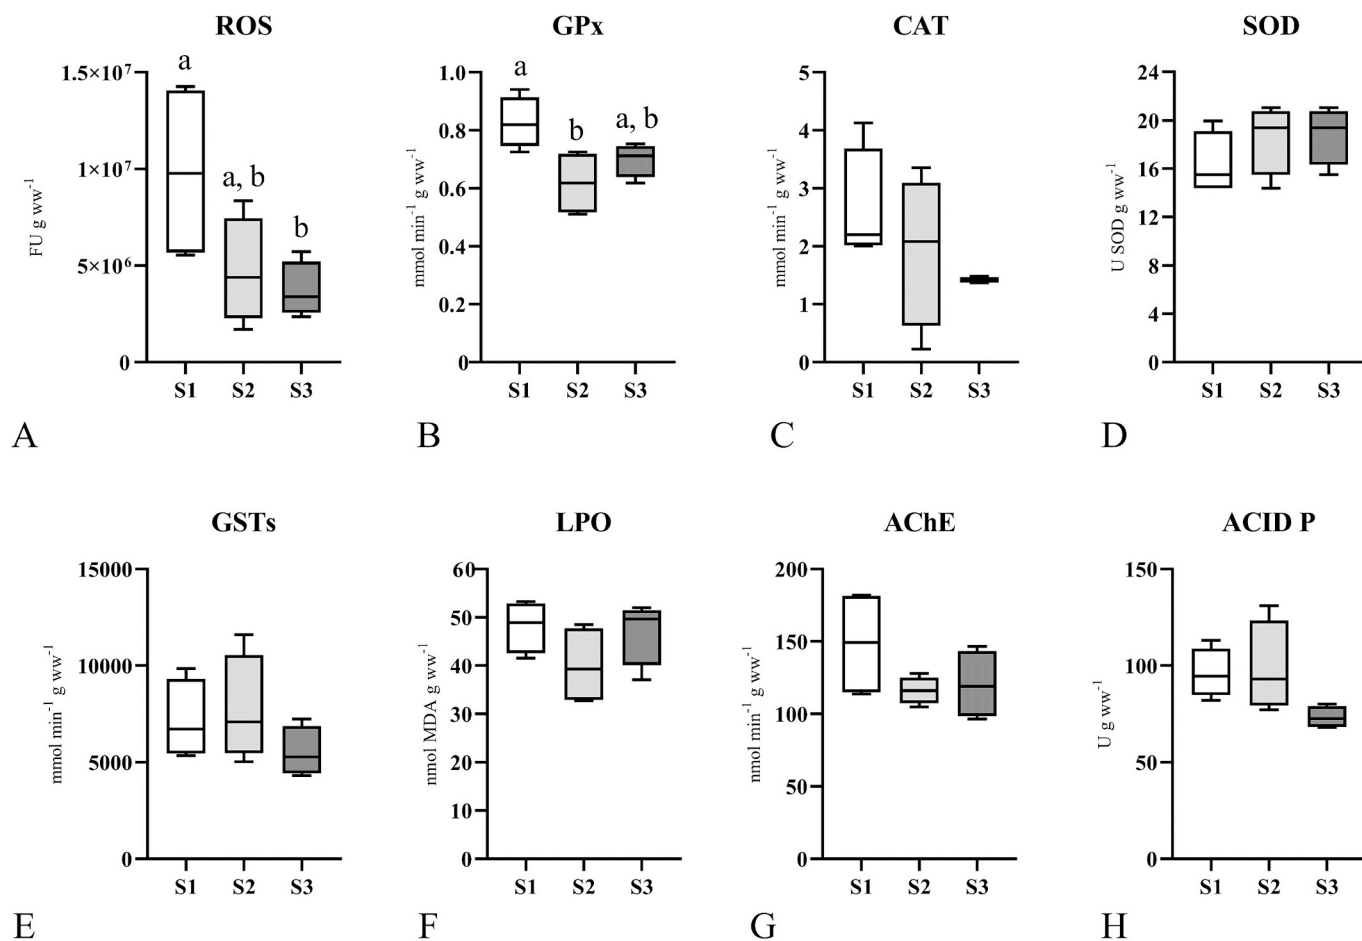 ROS
GPx
CAT
SOD
FU g ww⁻¹
1.5×10⁷
1×10⁷
5×10⁶
0
a
a, b
b
S1 S2 S3
A
mmol min⁻¹ g ww⁻¹
1.0
0.8
0.6
0.4
0.2
0.0
a
b
a, b
S1 S2 S3
B
mmol min⁻¹ g ww⁻¹
5
4
3
2
1
0
S1 S2 S3
C
U SOD g ww⁻¹
24
20
16
12
8
4
0
S1 S2 S3
D
GSTs
LPO
AChE
ACID P
mmol min⁻¹ g ww⁻¹
15000
10000
5000
0
S1 S2 S3
E
nmol MDA g ww⁻¹
60
50
40
30
20
10
0
S1 S2 S3
F
nmol min⁻¹ g ww⁻¹
200
150
100
50
0
S1 S2 S3
G
U g ww⁻¹
150
100
50
0
S1 S2 S3
H